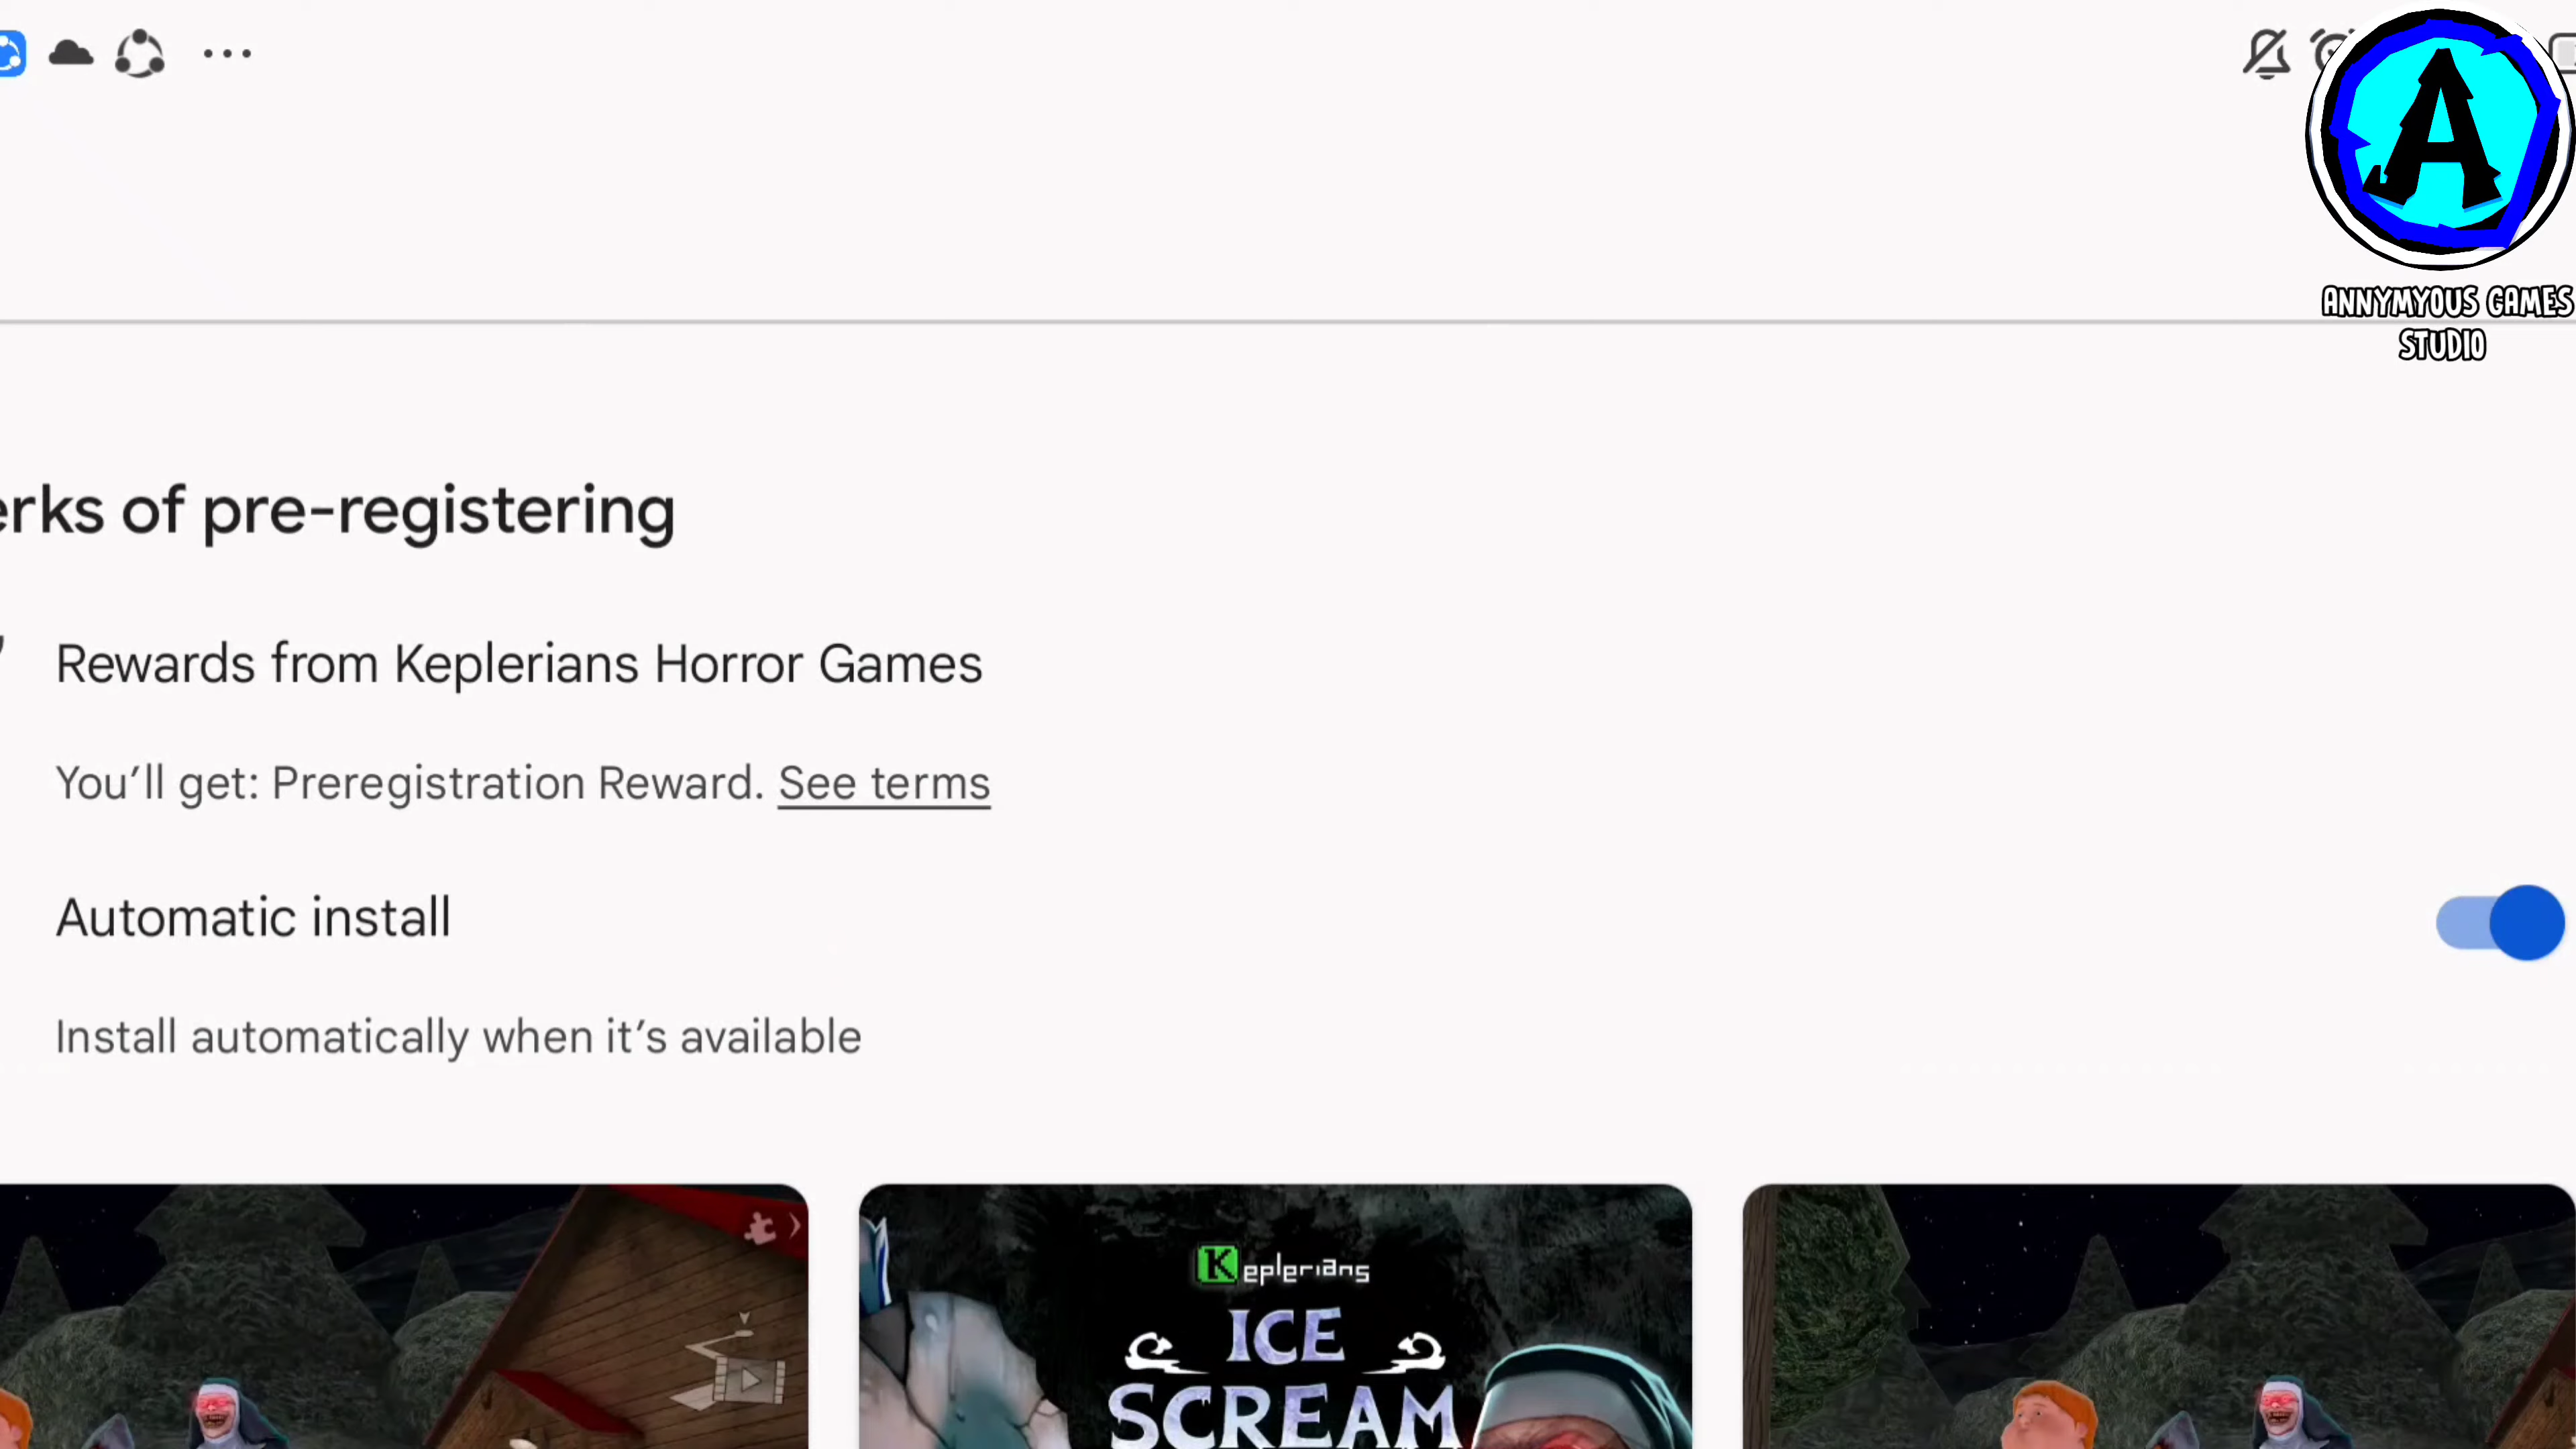 A
ANNYMYOUS GAMES
STUDIO
erks of pre-registering
Rewards from Keplerians Horror Games
You’ll get: Preregistration Reward. See terms
Automatic install
Install automatically when it’s available
Keplerians
ICE
SCREAM